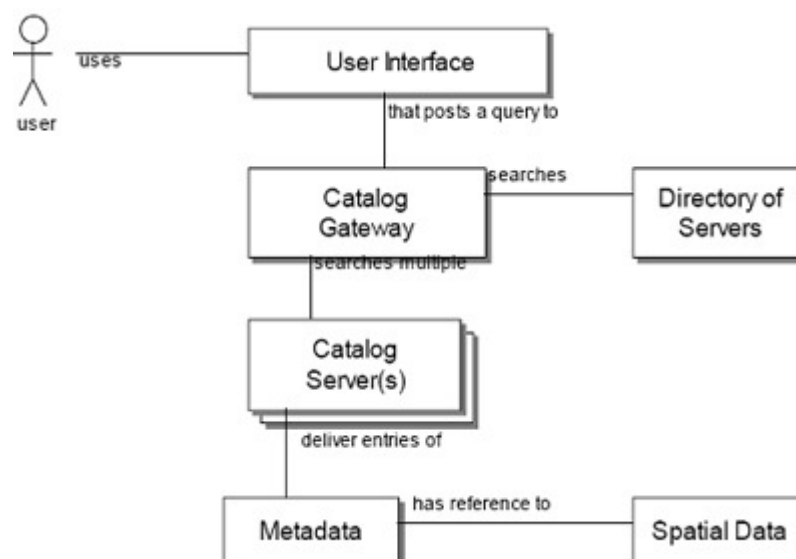 uses
User Interface
user
that posts a query to
Catalog
Gateway
searches
Directory of
Servers
searches multiple
Catalog
Server(s)
deliver entries of
Metadata
has reference to
Spatial Data